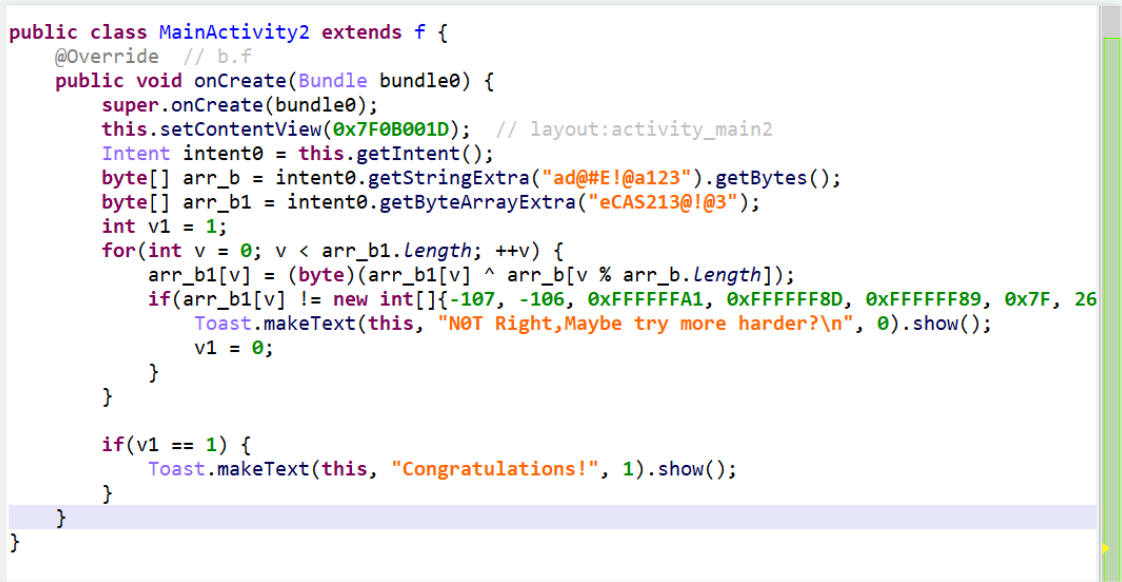 public class MainActivity2 extends f {
@Override  // b.f
public void onCreate(Bundle bundle0) {
super.onCreate(bundle0);
this.setContentView(0x7F0B001D);  // layout:activity_main2
Intent intent0 = this.getIntent();
byte[] arr_b = intent0.getStringExtra("ad@#E!@a123").getBytes();
byte[] arr_b1 = intent0.getByteArrayExtra("eCAS213@!@3");
int v1 = 1;
for(int v = 0; v < arr_b1.length; ++v) {
arr_b1[v] = (byte)(arr_b1[v] ^ arr_b[v % arr_b.length]);
if(arr_b1[v] != new int[]{-107, -106, 0xFFFFFFA1, 0xFFFFFF8D, 0xFFFFFF89, 0x7F, 26
Toast.makeText(this, "N0T Right,Maybe try more harder?\n", 0).show();
v1 = 0;
}
}
if(v1 == 1) {
Toast.makeText(this, "Congratulations!", 1).show();
}
}
}